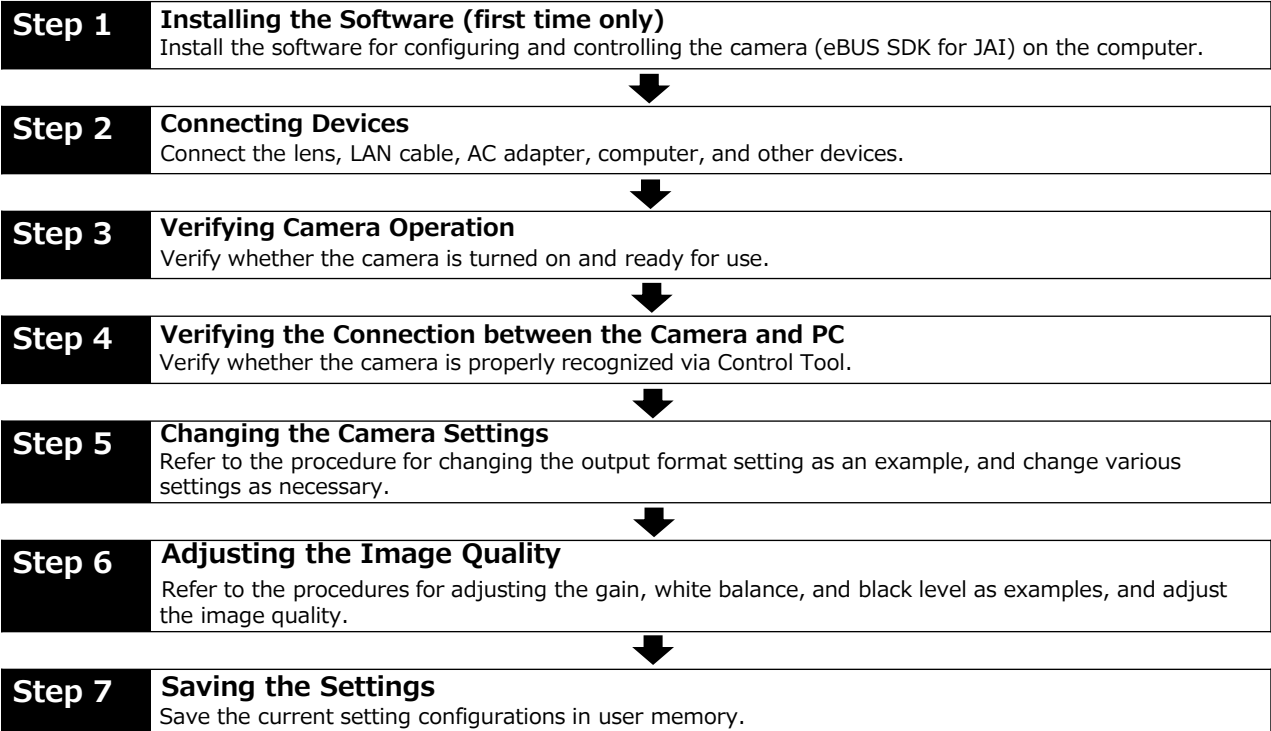 Step 1
Installing the Software (first time only)
Install the software for configuring and controlling the camera (eBUS SDK for JAI) on the computer.
Step 2
Connecting Devices
Connect the lens, LAN cable, AC adapter, computer, and other devices.
Step 3
Verifying Camera Operation
Verify whether the camera is turned on and ready for use.
Step 4
Verifying the Connection between the Camera and PC
Verify whether the camera is properly recognized via Control Tool.
Step 5
Changing the Camera Settings
Refer to the procedure for changing the output format setting as an example, and change various
settings as necessary.
Step 6
Adjusting the Image Quality
Refer to the procedures for adjusting the gain, white balance, and black level as examples, and adjust
the image quality.
Step 7
Saving the Settings
Save the current setting configurations in user memory.